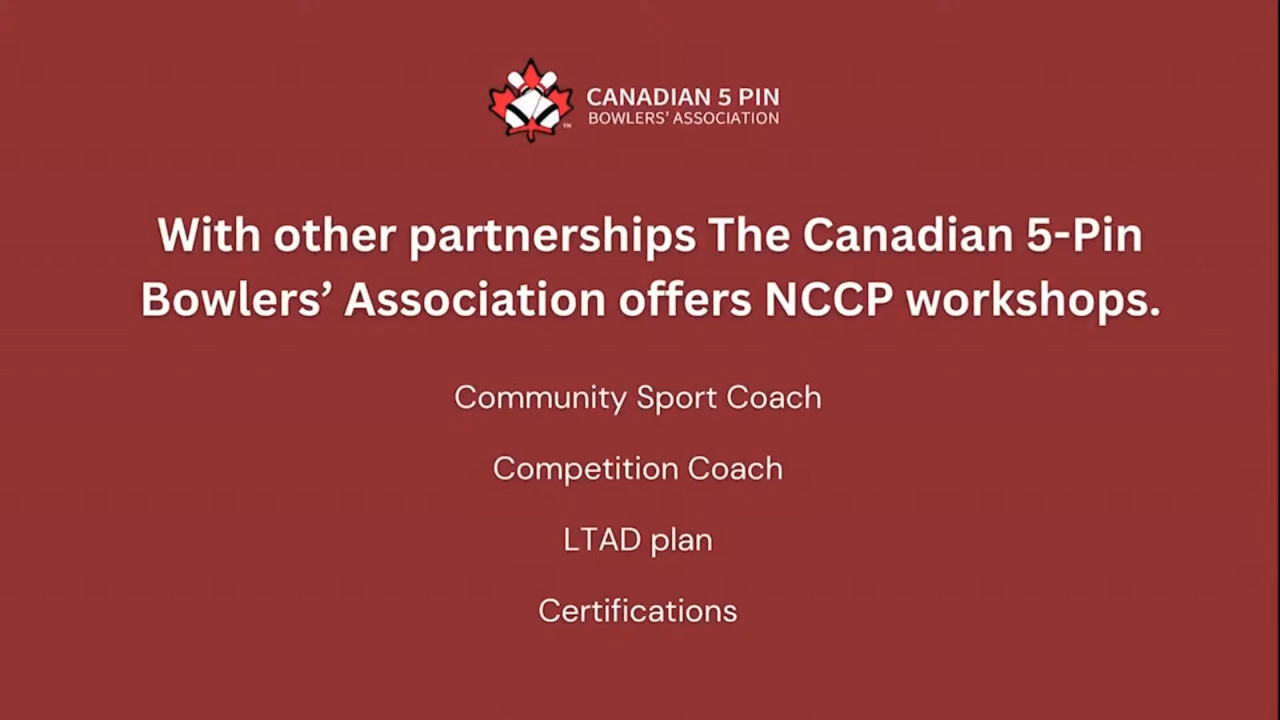 CANADIAN 5 PIN
BOWLERS’ ASSOCIATION
TM
With other partnerships The Canadian 5-Pin
Bowlers’ Association offers NCCP workshops.
Community Sport Coach
Competition Coach
LTAD plan
Certifications